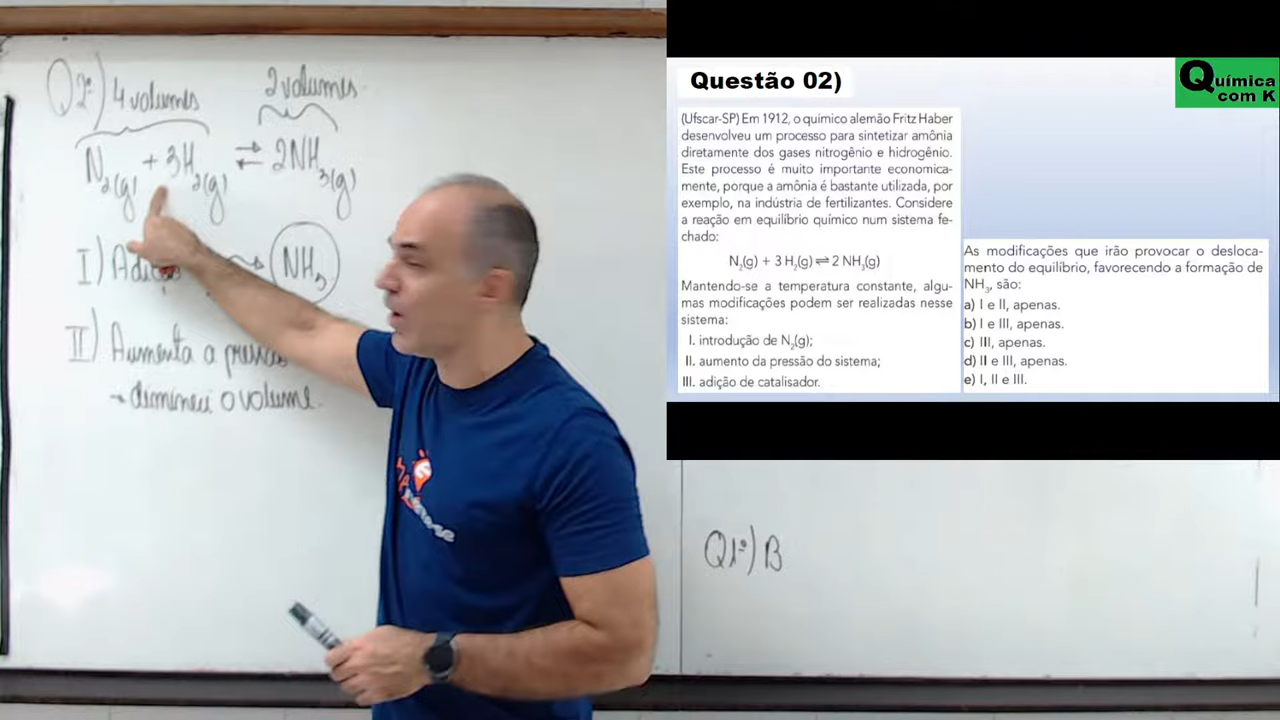 Q2º) 4 volumes 2 volumes
N2(g) + 3H2(g) ⇌ 2NH3(g)
I) NH3
II) Aumenta a
→ diminui o volume
Questão 02)
Química
com K
(Ufscar-SP) Em 1912, o químico alemão Fritz Haber
desenvolveu um processo para sintetizar amônia
diretamente dos gases nitrogênio e hidrogênio.
Este processo é muito importante economica-
mente, porque a amônia é bastante utilizada, por
exemplo, na indústria de fertilizantes. Considere
a reação em equilíbrio químico num sistema fe-
chado:
N2(g) + 3 H2(g) ⇌ 2 NH3(g)
Mantendo-se a temperatura constante, algu-
mas modificações podem ser realizadas nesse
sistema:
I. introdução de N2(g);
II. aumento da pressão do sistema;
III. adição de catalisador.
As modificações que irão provocar o desloca-
mento do equilíbrio, favorecendo a formação de
NH3, são:
a) I e II, apenas.
b) I e III, apenas.
c) III, apenas.
d) II e III, apenas.
e) I, II e III.
Q1º) B